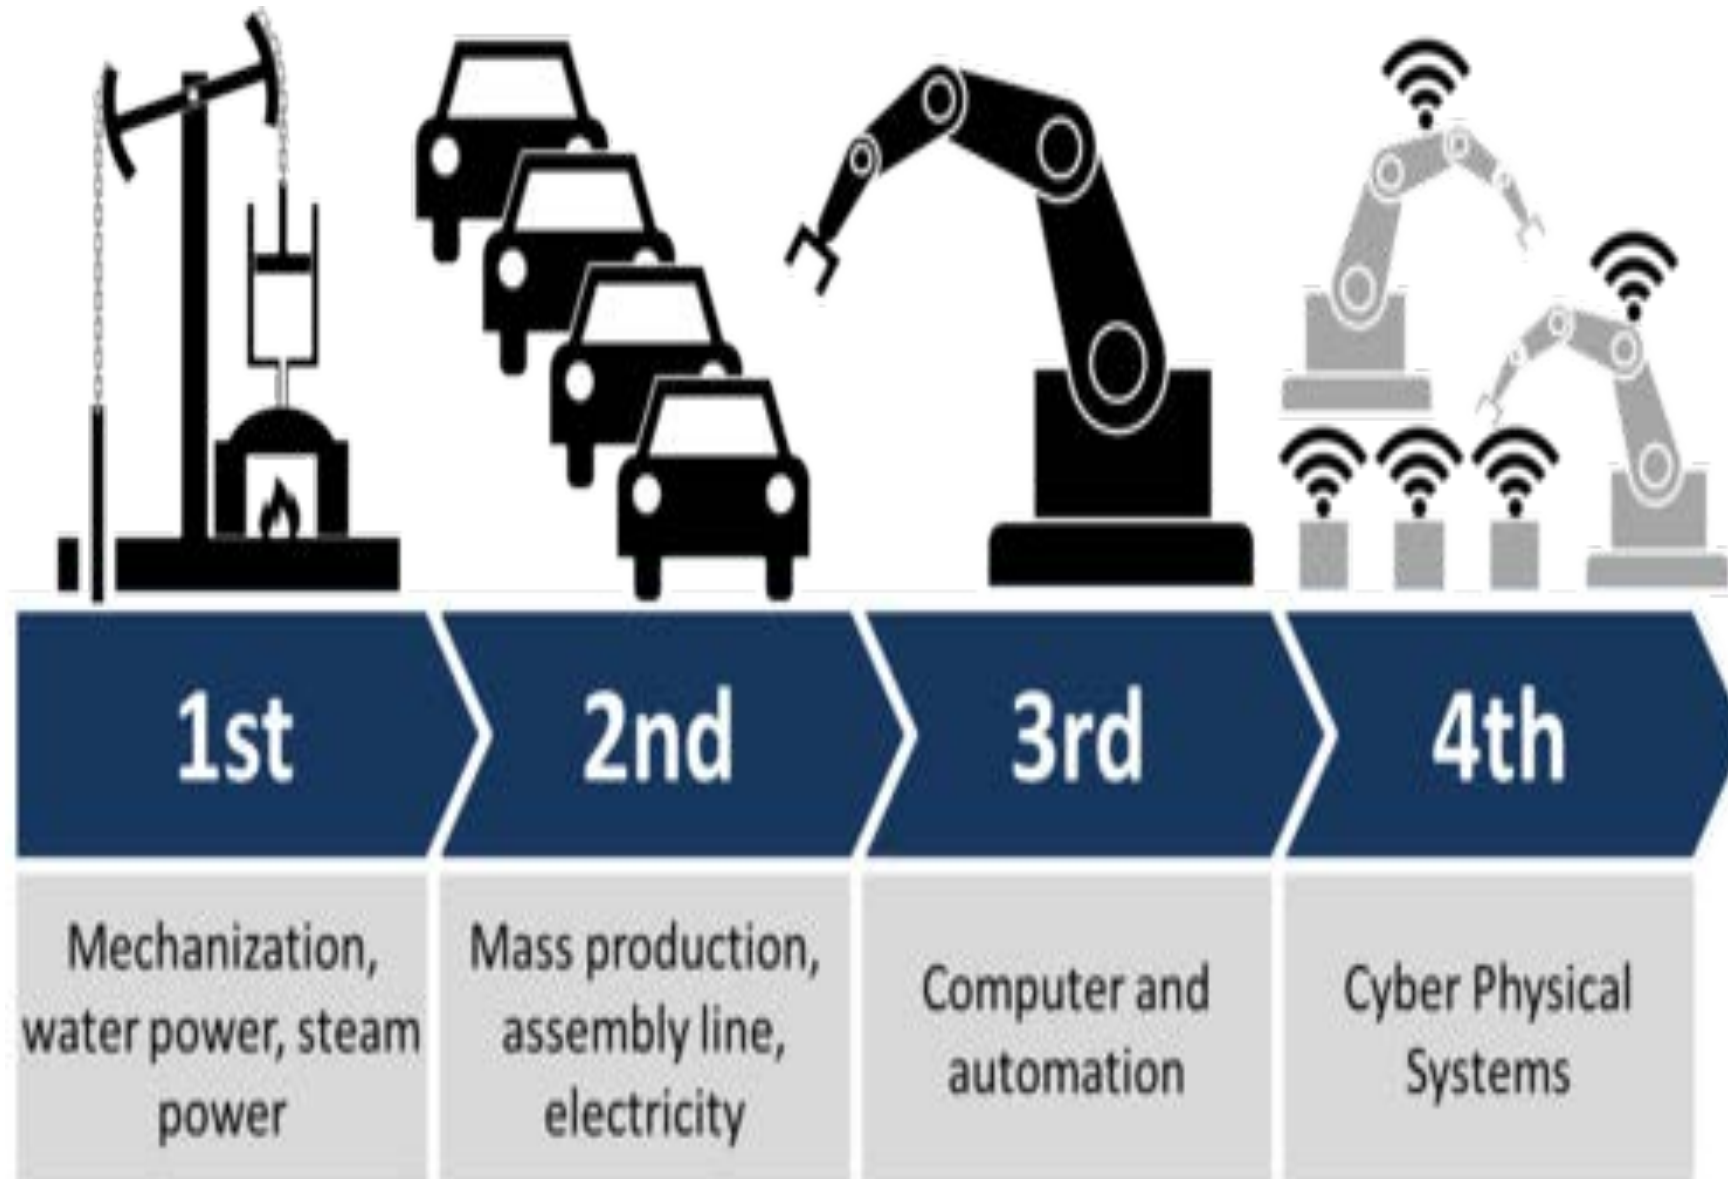 1st
2nd
3rd
4th
Mechanization,
water power, steam
power
Mass production,
assembly line,
electricity
Computer and
automation
Cyber Physical
Systems